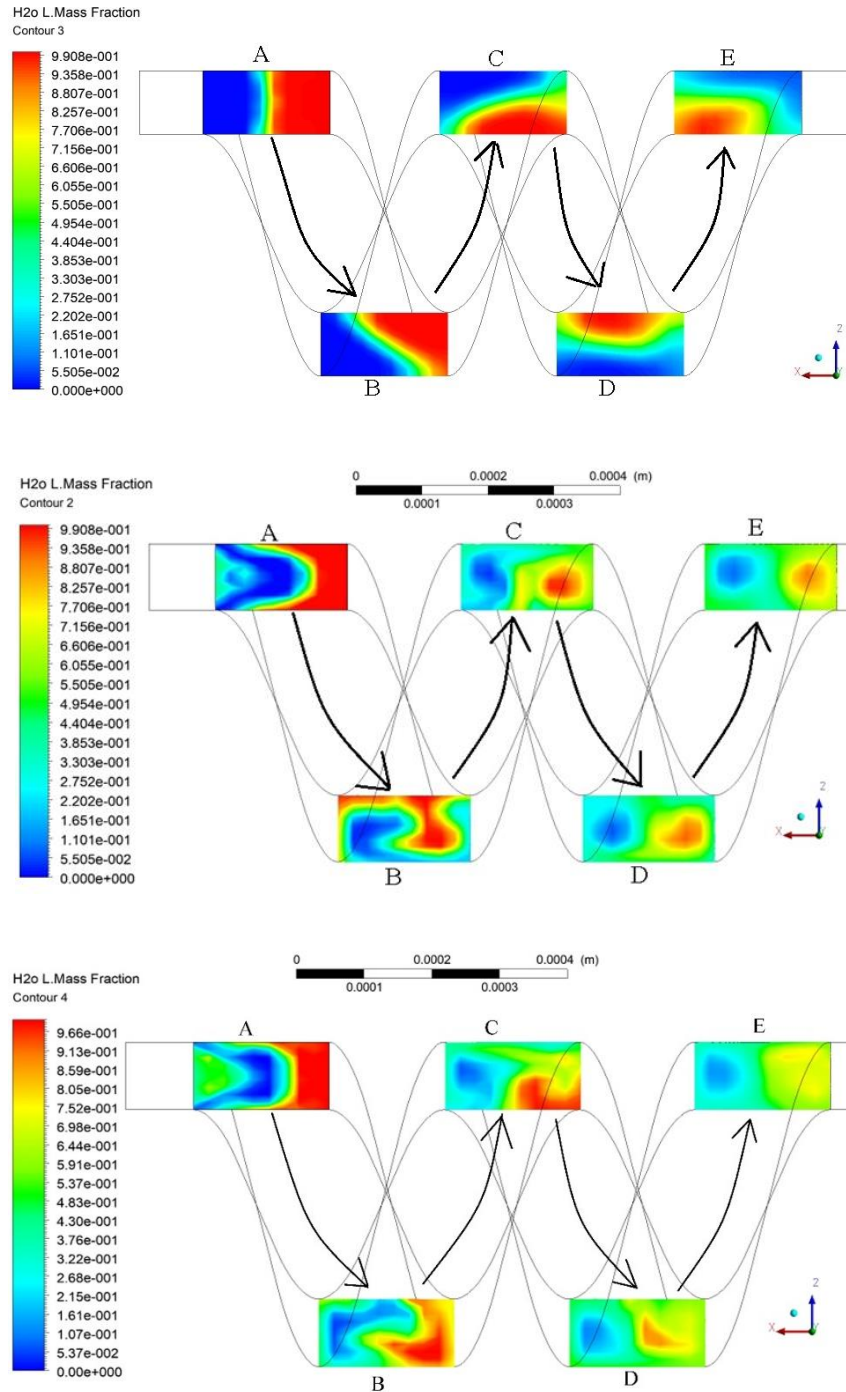 H2o L.Mass Fraction
Contour 3
A
C
E
9.908e-001
9.358e-001
8.807e-001
8.257e-001
7.706e-001
7.156e-001
6.606e-001
6.055e-001
5.505e-001
4.954e-001
4.404e-001
3.853e-001
3.303e-001
2.752e-001
2.202e-001
1.651e-001
1.101e-001
5.505e-002
0.000e+000
B
D
Z
X
Y
H2o L.Mass Fraction
Contour 2
0 0.0002 0.0004 (m)
0.0001 0.0003
A
C
E
9.908e-001
9.358e-001
8.807e-001
8.257e-001
7.706e-001
7.156e-001
6.606e-001
6.055e-001
5.505e-001
4.954e-001
4.404e-001
3.853e-001
3.303e-001
2.752e-001
2.202e-001
1.651e-001
1.101e-001
5.505e-002
0.000e+000
B
D
Z
X
Y
H2o L.Mass Fraction
Contour 4
0 0.0002 0.0004 (m)
0.0001 0.0003
A
C
E
9.66e-001
9.13e-001
8.59e-001
8.05e-001
7.52e-001
6.98e-001
6.44e-001
5.91e-001
5.37e-001
4.83e-001
4.30e-001
3.76e-001
3.22e-001
2.68e-001
2.15e-001
1.61e-001
1.07e-001
5.37e-002
0.00e+000
B
D
Z
X
Y